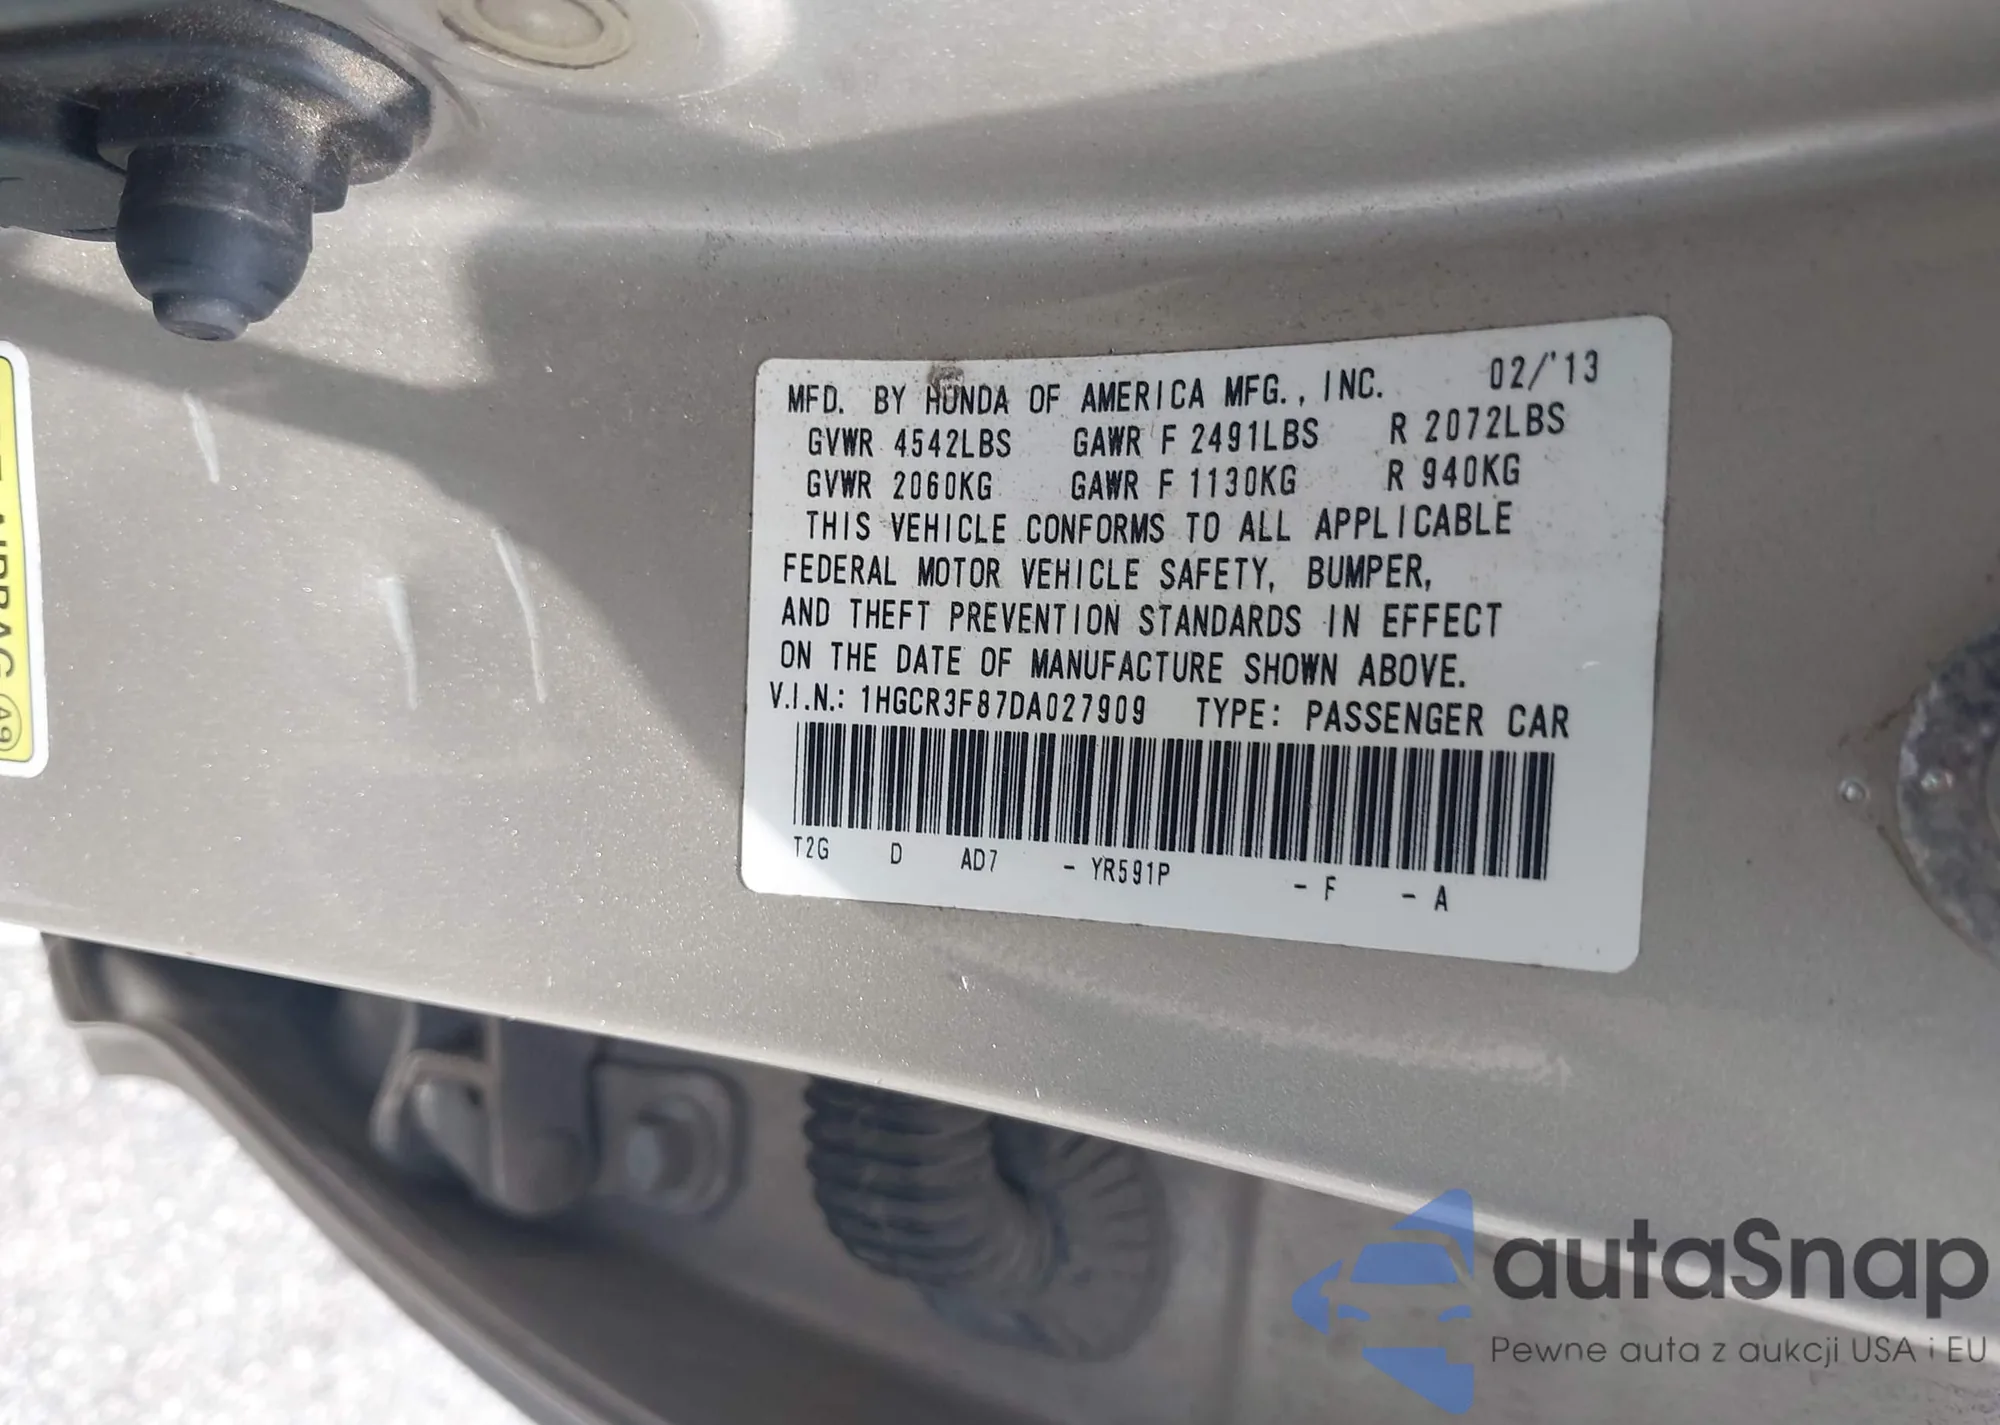 MFD. BY HONDA OF AMERICA MFG., INC. 02/'13
GVWR 4542LBS GAWR F 2491LBS R 2072LBS
GVWR 2060KG GAWR F 1130KG R 940KG
THIS VEHICLE CONFORMS TO ALL APPLICABLE
FEDERAL MOTOR VEHICLE SAFETY, BUMPER,
AND THEFT PREVENTION STANDARDS IN EFFECT
ON THE DATE OF MANUFACTURE SHOWN ABOVE.
V.I.N.: 1HGCR3F87DA027909 TYPE: PASSENGER CAR
T2G D AD7 - YR591P - F - A
AIRBAG A9
autaSnap
Pewne auta z aukcji USA i EU